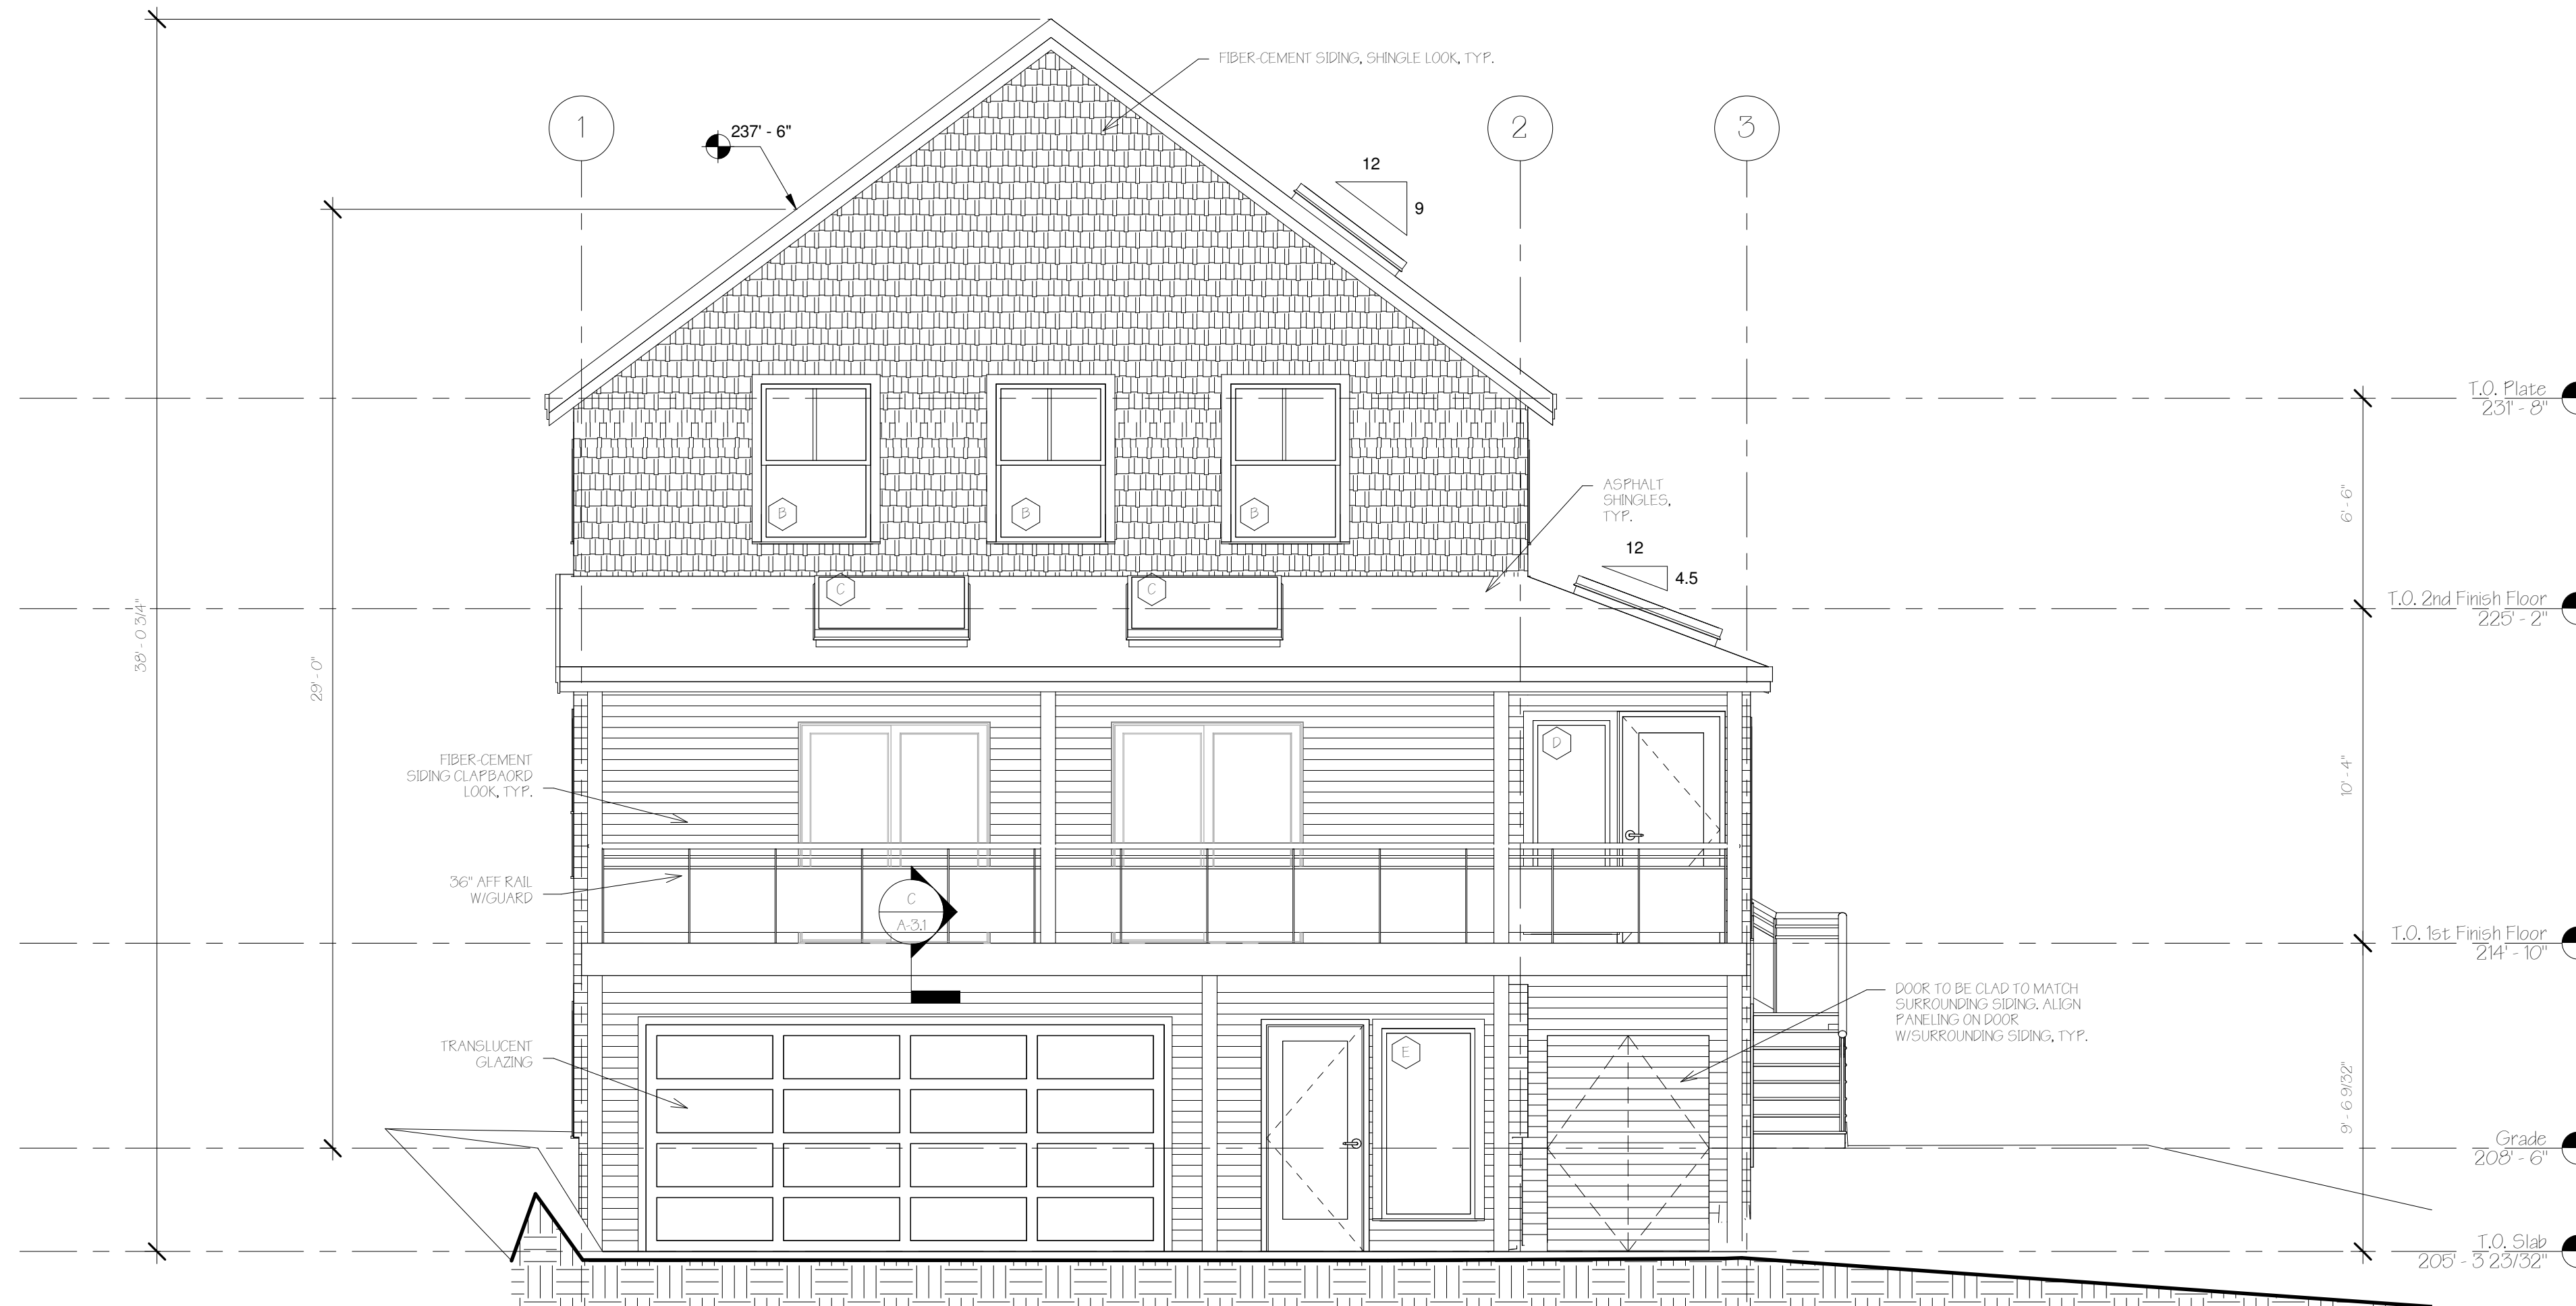 FIBER-CEMENT SIDING, SHINGLE LOOK, TYP.
1
237' - 6"
2
3
12
9
T.O. Plate
231' - 8"
B
B
B
ASPHALT
SHINGLES,
TYP.
6' - 6"
12
4.5
C
C
T.O. 2nd Finish Floor
225' - 2"
38' - 0 3/4"
29' - 0"
FIBER-CEMENT
SIDING CLAPBAORD
LOOK, TYP.
D
10' - 4"
36" AFF RAIL
W/GUARD
C
A-3.1
T.O. 1st Finish Floor
214' - 10"
DOOR TO BE CLAD TO MATCH
SURROUNDING SIDING. ALIGN
PANELING ON DOOR
W/SURROUNDING SIDING, TYP.
TRANSLUCENT
GLAZING
E
9' - 6 9/32"
Grade
208' - 6"
T.O. Slab
205' - 3 23/32"